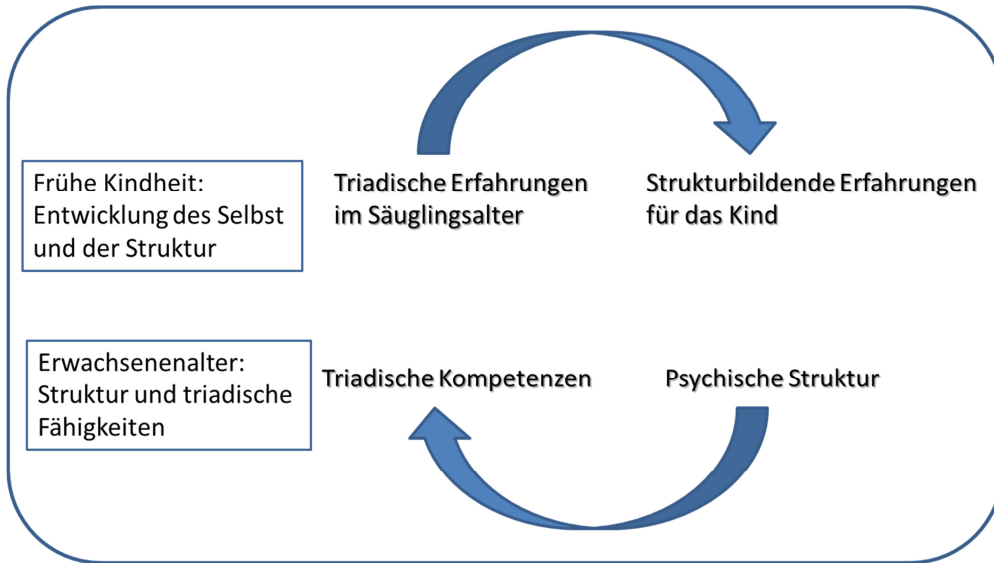 Frühe Kindheit:
Entwicklung des Selbst
und der Struktur
Triadische Erfahrungen
im Säuglingsalter
Strukturbildende Erfahrungen
für das Kind
Erwachsenenalter:
Struktur und triadische
Fähigkeiten
Triadische Kompetenzen
Psychische Struktur